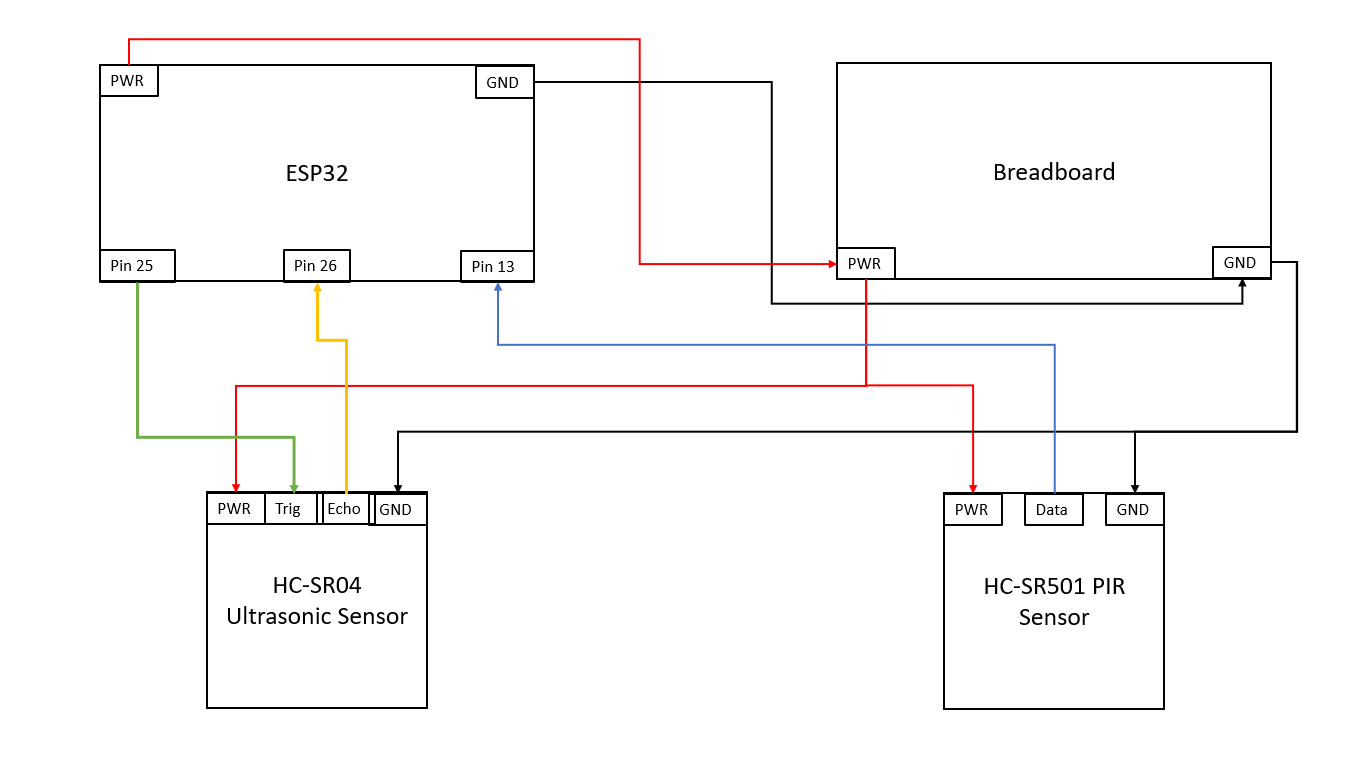 PWR
GND
ESP32
Pin 25
Pin 26
Pin 13
Breadboard
PWR
GND
PWR
Trig
Echo
GND
HC-SR04
Ultrasonic Sensor
PWR
Data
GND
HC-SR501 PIR
Sensor